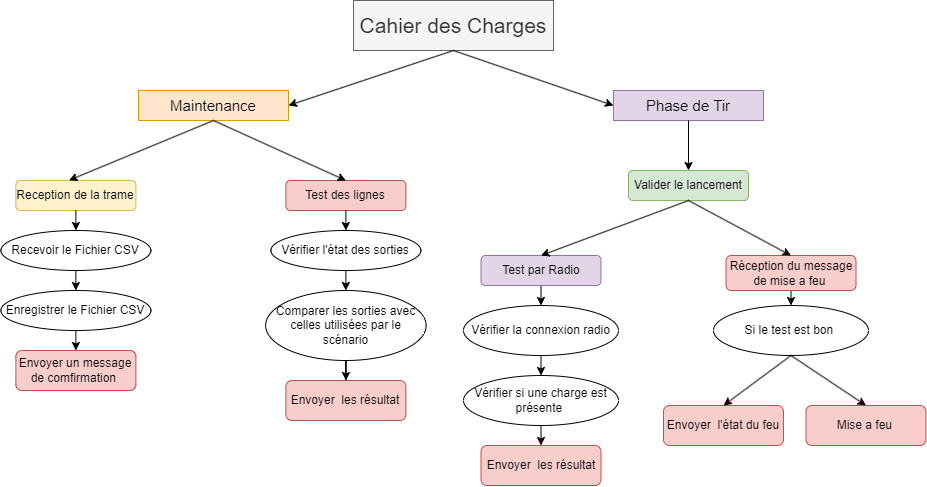 Cahier des Charges
Maintenance
Phase de Tir
Reception de la trame
Test des lignes
Valider le lancement
Recevoir le Fichier CSV
Vérifier l'état des sorties
Test par Radio
Réception du message
de mise a feu
Enregistrer le Fichier CSV
Comparer les sorties avec
celles utilisées par le
scénario
Vérifier la connexion radio
Si le test est bon
Envoyer un message
de comfirmation
Envoyer les résultat
Vérifier si une charge est
présente
Envoyer l'état du feu
Mise a feu
Envoyer les résultat